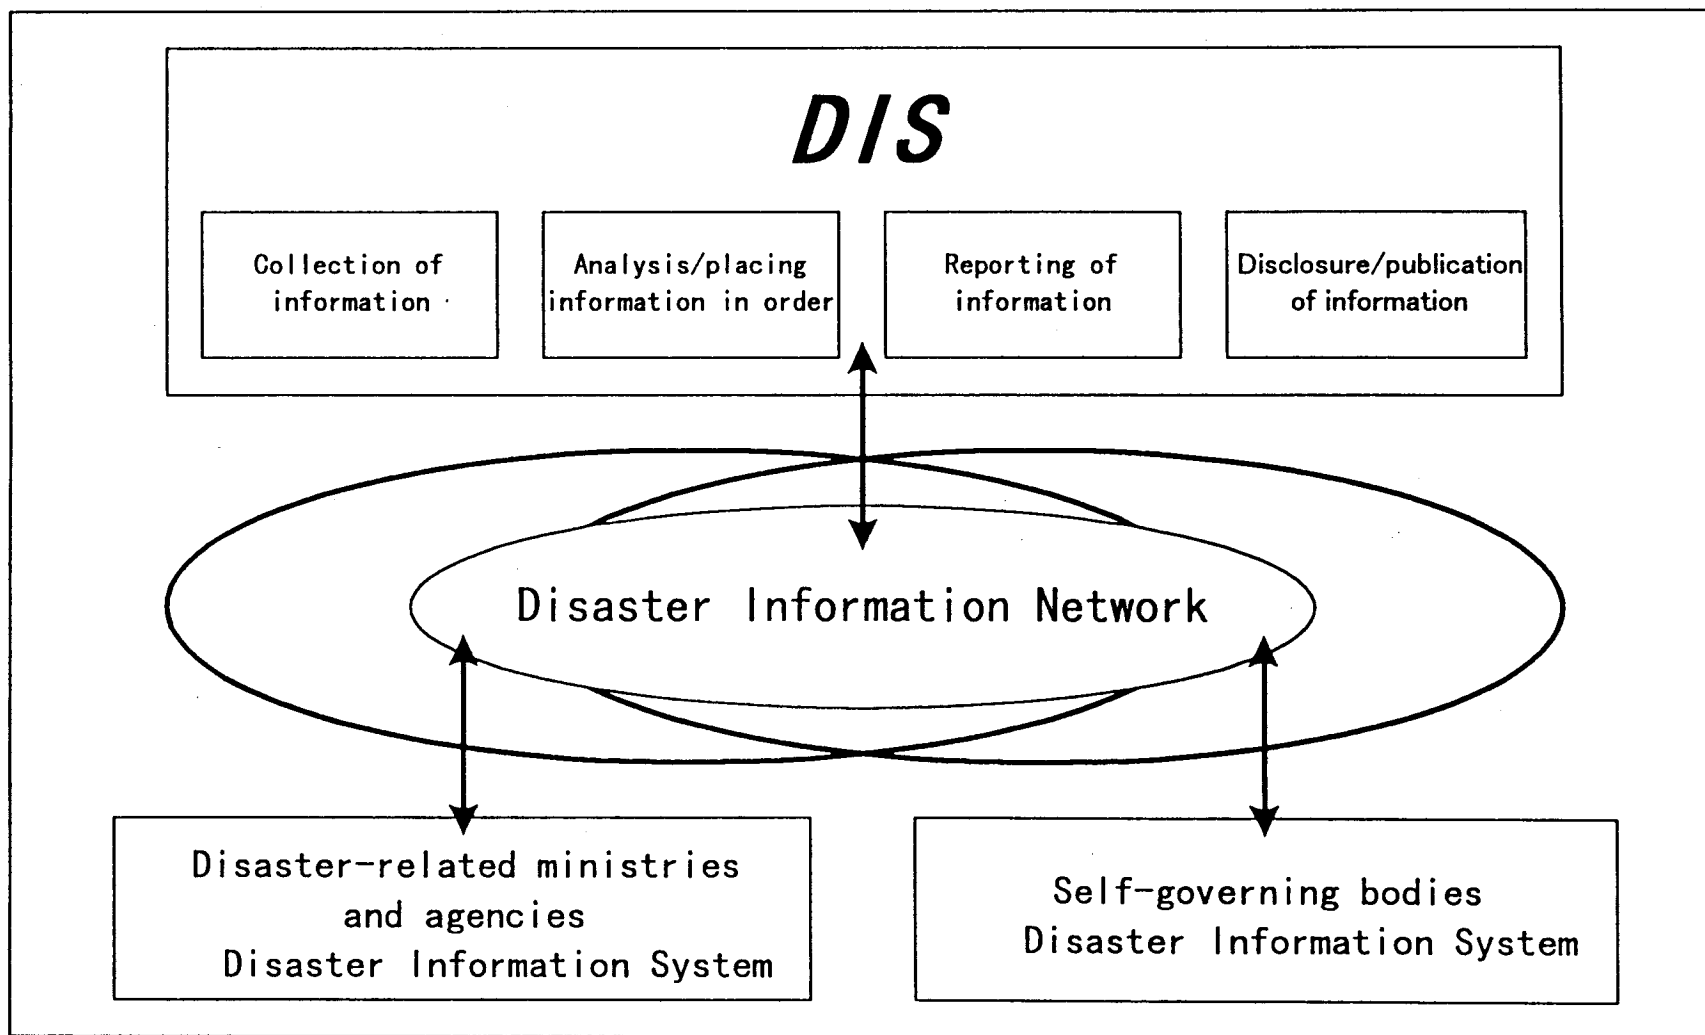 DIS
Collection of
information
Analysis/placing
information in order
Reporting of
information
Disclosure/publication
of information
Disaster Information Network
Disaster-related ministries
and agencies
Disaster Information System
Self-governing bodies
Disaster Information System